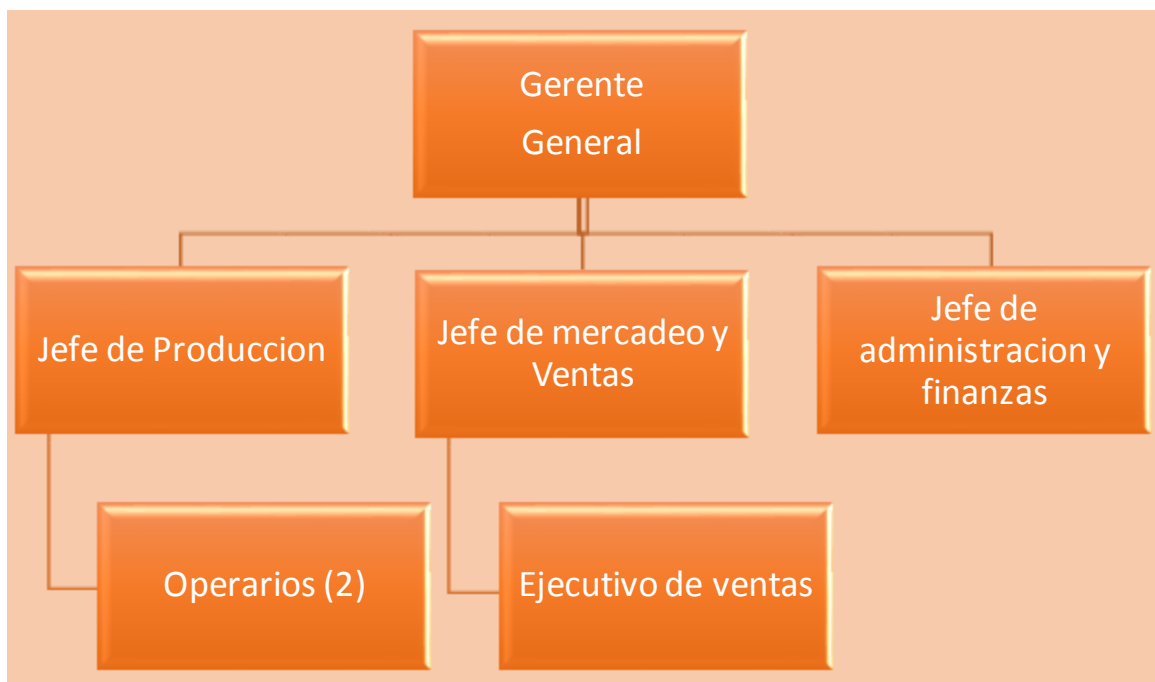 Gerente
General
Jefe de Produccion
Jefe de mercadeo y
Ventas
Jefe de
administracion y
finanzas
Operarios (2)
Ejecutivo de ventas